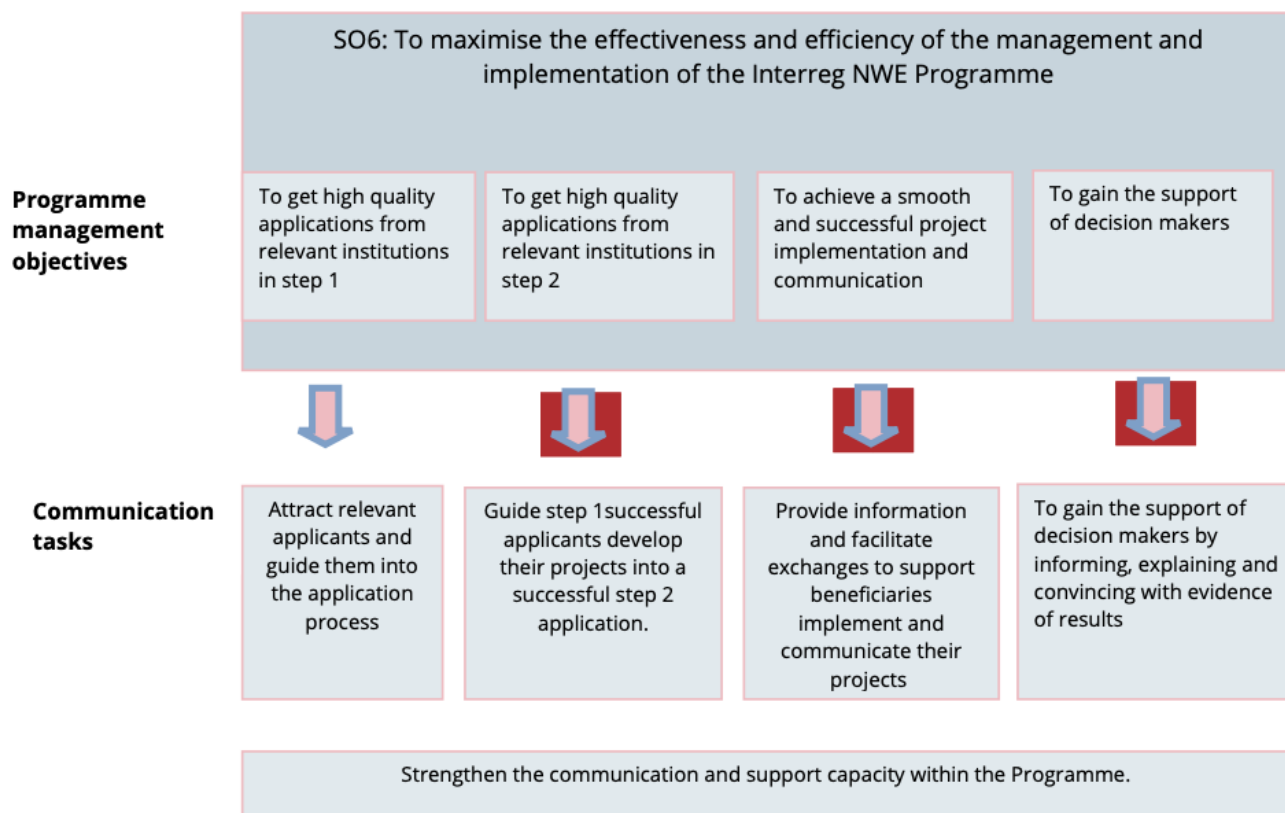 SO6: To maximise the effectiveness and efficiency of the management and
implementation of the Interreg NWE Programme
Programme
management
objectives
To get high quality
applications from
relevant institutions
in step 1
To get high quality
applications from
relevant institutions in
step 2
To achieve a smooth
and successful project
implementation and
communication
To gain the support
of decision makers
Communication
tasks
Attract relevant
applicants and
guide them into
the application
process
Guide step 1successful
applicants develop
their projects into a
successful step 2
application.
Provide information
and facilitate
exchanges to support
beneficiaries
implement and
communicate their
projects
To gain the support of
decision makers by
informing, explaining and
convincing with evidence
of results
Strengthen the communication and support capacity within the Programme.